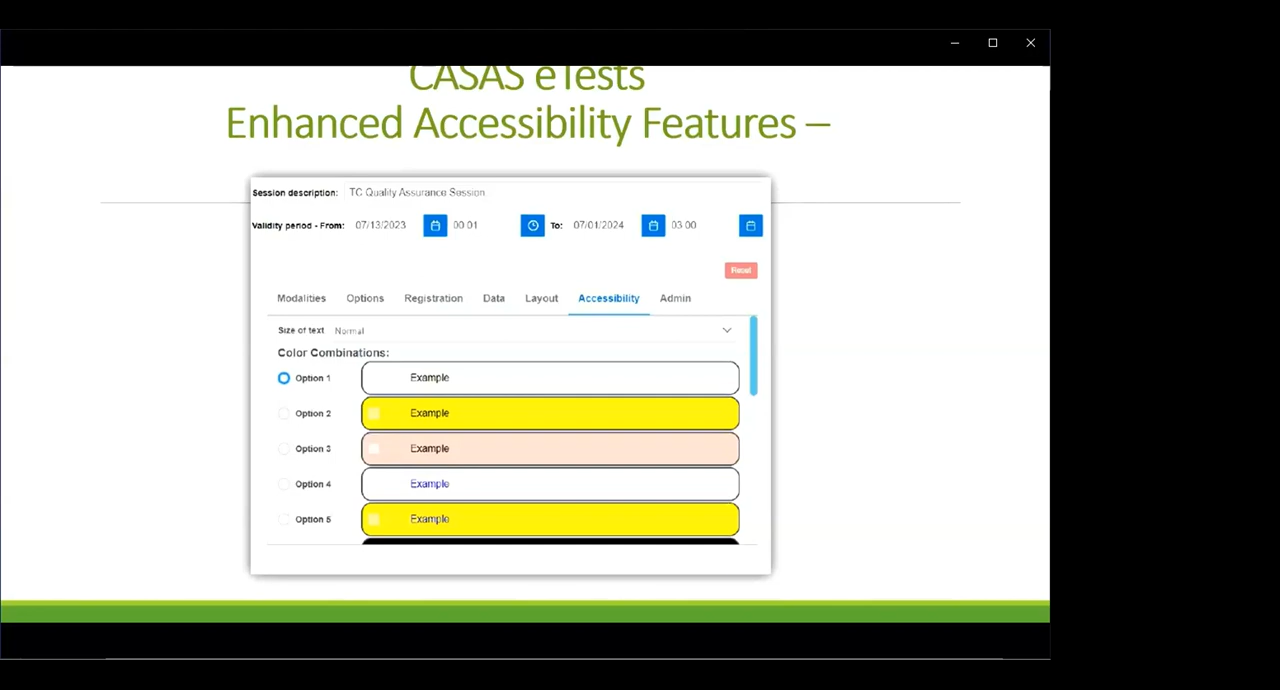 CASAS eTests
Enhanced Accessibility Features –
Session description: TC Quality Assurance Session
Validity period - From: 07/13/2023 00 01 To: 07/01/2024 03 00
Reset
Modalities Options Registration Data Layout Accessibility Admin
Size of text Normal
Color Combinations:
Option 1 Example
Option 2 Example
Option 3 Example
Option 4 Example
Option 5 Example